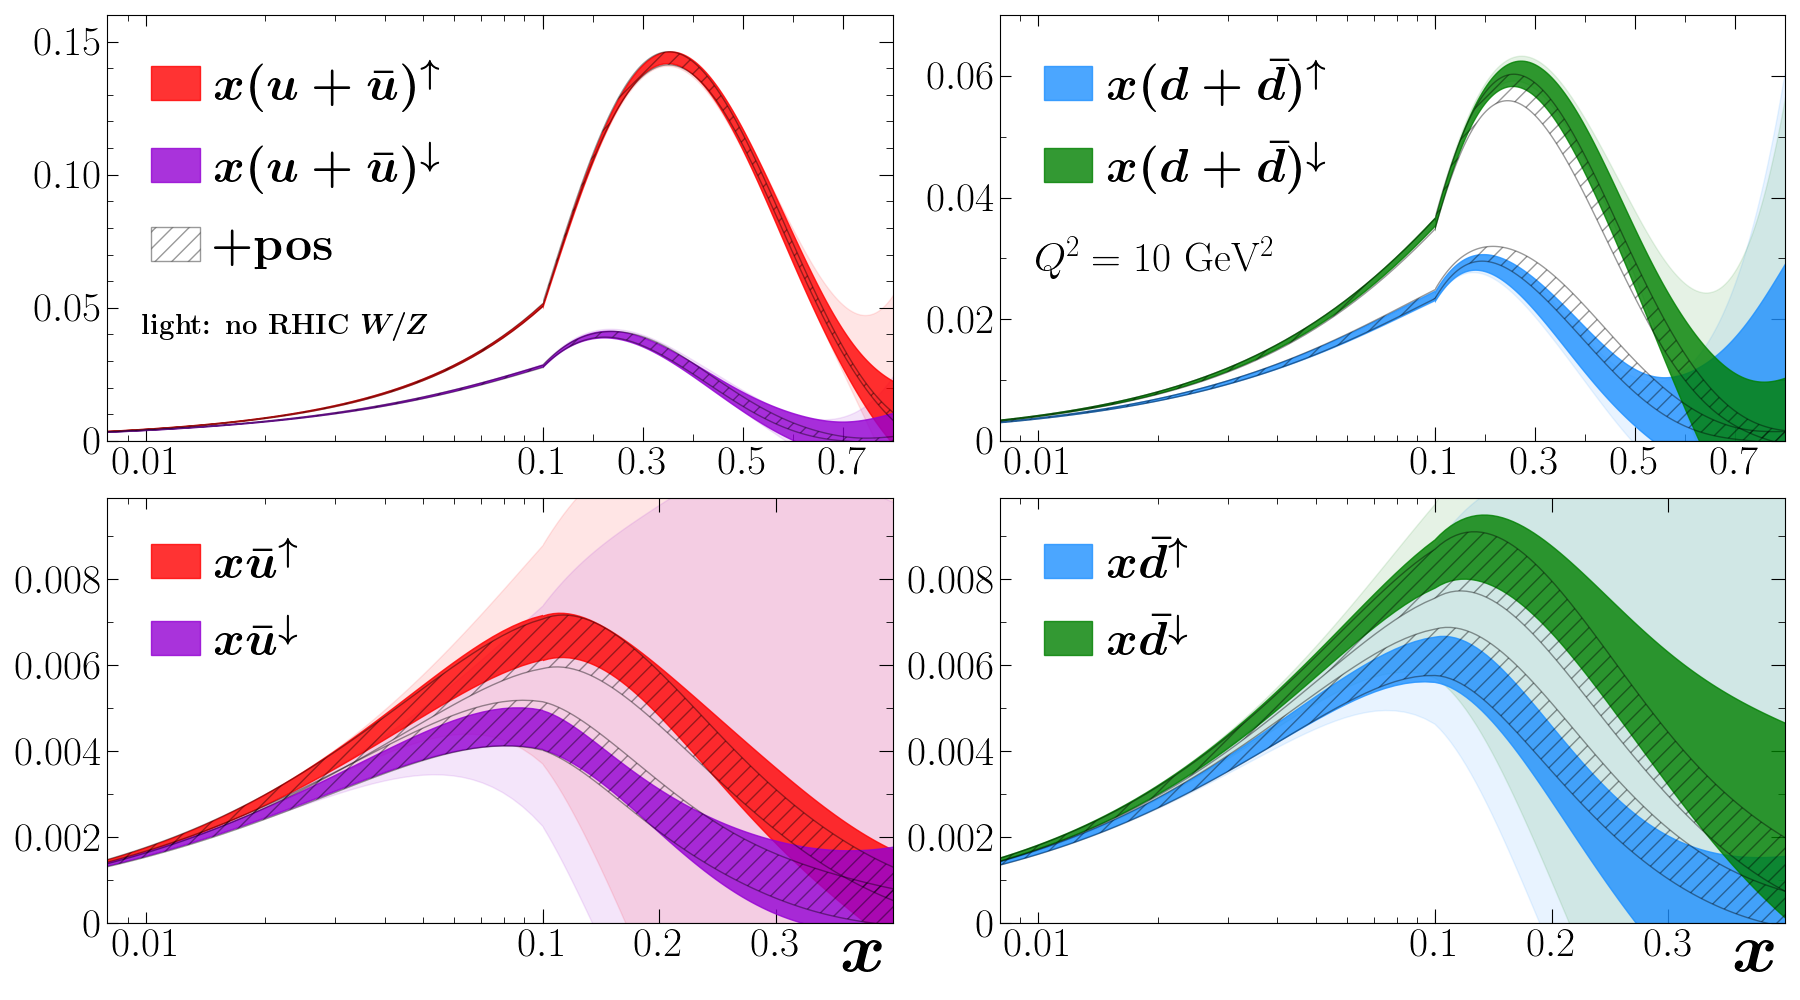 0.15
0.10
0.05
0
x(u + ū)↑
x(u + ū)↓
+pos
light: no RHIC W/Z
0.01 0.1 0.3 0.5 0.7
0.06
0.04
0.02
0
x(d + d̄)↑
x(d + d̄)↓
Q² = 10 GeV²
0.01 0.1 0.3 0.5 0.7
0.008
0.006
0.004
0.002
0
xū↑
xū↓
0.01 0.1 0.2 0.3
x
0.008
0.006
0.004
0.002
0
xd̄↑
xd̄↓
0.01 0.1 0.2 0.3
x